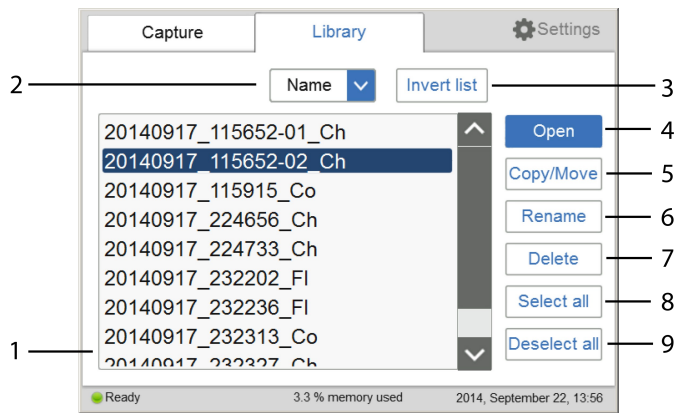 Capture Library Settings
2 Name Invert list 3
20140917_115652-01_Ch Open 4
20140917_115652-02_Ch
Copy/Move 5
20140917_115915_Co
20140917_224656_Ch Rename 6
20140917_224733_Ch Delete 7
20140917_232202_Fl
20140917_232236_Fl Select all 8
20140917_232313_Co Deselect all 9
1 20140917_232327_Ch
Ready 3.3 % memory used 2014, September 22, 13:56